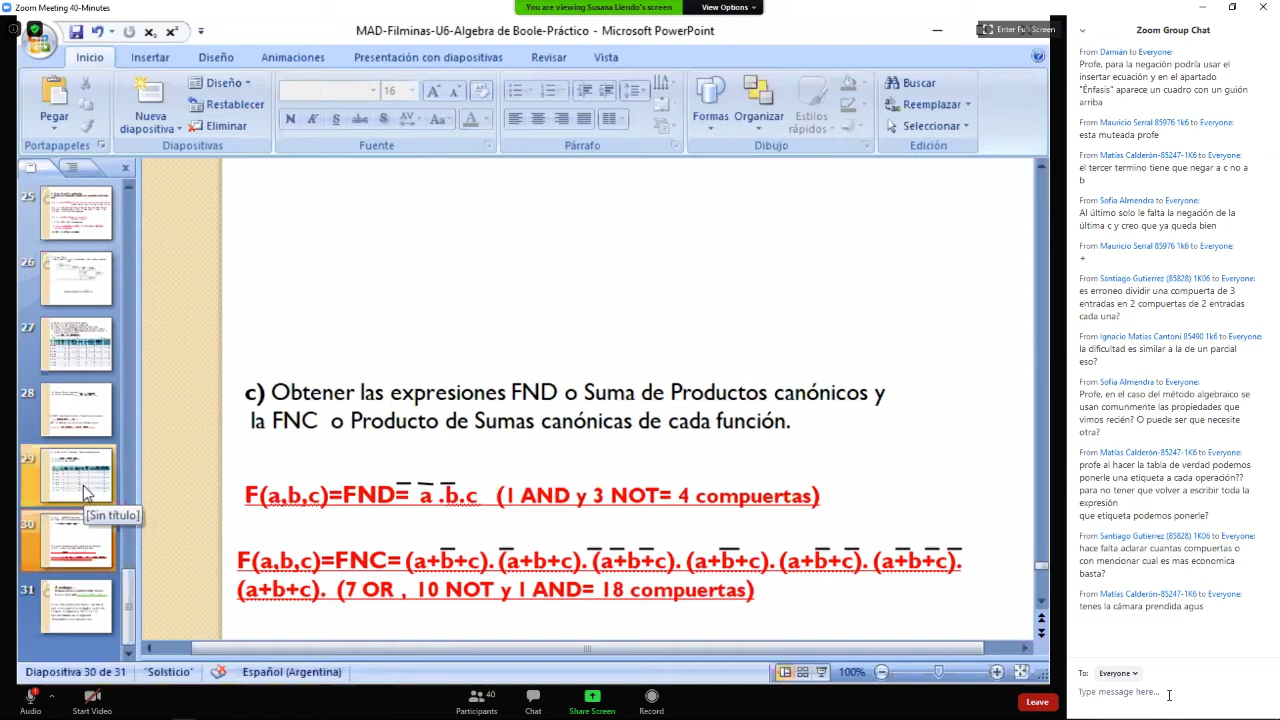 Zoom Meeting 40-Minutes
You are viewing Susana Liendo's screen
View Options
MAD-Filminas-U6-Algebra de Boole-Práctico - Microsoft PowerPoint
Enter Full Screen
Inicio Insertar Diseño Animaciones Presentación con diapositivas Revisar Vista
Pegar
Portapapeles
Nueva diapositiva
Diseño
Restablecer
Eliminar
Diapositivas
16
N K S abc AV Aa A
Fuente
Párrafo
Formas Organizar Estilos rápidos
Dibujo
Buscar
Reemplazar
Seleccionar
Edición
25
26
27
28
29
[Sin título]
30
31
c) Obtener las expresiones FND o Suma de Productos canónicos y
la FNC o Producto de Sumas canónicas de cada función.
F(a,b,c)=FND= a̅ .b̅.c̅ (1 AND y 3 NOT= 4 compuertas)
F(a,b,c)=FNC= (a+b+c). (a+b+c). (a+b+c). (a+b+c). (a+b+c). (a+b+c).
(a+b+c). (7 OR , 10 NOT y 1 AND= 18 compuertas)
Diapositiva 30 de 31 "Solsticio" Español (Argentina) 100%
Audio Start Video 40 Participants Chat Share Screen Record Leave
Zoom Group Chat
From Damián to Everyone:
Profe, para la negación podría usar el
insertar ecuación y en el apartado
"Énfasis" aparece un cuadro con un guión
arriba
From Mauricio Serral 85976 1k6 to Everyone:
esta muteada profe
From Matías Calderón-85247-1K6 to Everyone:
el tercer termino tiene que negar a c no a
b
From Sofia Almendra to Everyone:
Al último solo le falta la negación de la
última c y creo que ya queda bien
From Mauricio Serral 85976 1k6 to Everyone:
+
From Santiago Gutierrez (85828) 1K06 to Everyone:
es erroneo dividir una compuerta de 3
entradas en 2 compuertas de 2 entradas
cada una?
From Ignacio Matias Cantoni 85490 1k6 to Everyone:
la dificultad es similar a la de un parcial
eso?
From Sofia Almendra to Everyone:
Profe, en el caso del método algebraico se
usan comunmente las propiedades que
vimos recién? O puede ser que necesite
otra?
From Matías Calderón-85247-1K6 to Everyone:
profe al hacer la tabla de verdad podemos
ponerle una etiqueta a cada operación??
para no tener que volver a escribir toda la
expresión
que etiqueta podemos ponerle?
From Santiago Gutierrez (85828) 1K06 to Everyone:
hace falta aclarar cuantas compuertas o
con mencionar cual es mas economica
basta?
From Matías Calderón-85247-1K6 to Everyone:
tenes la cámara prendida agus
To: Everyone
Type message here...